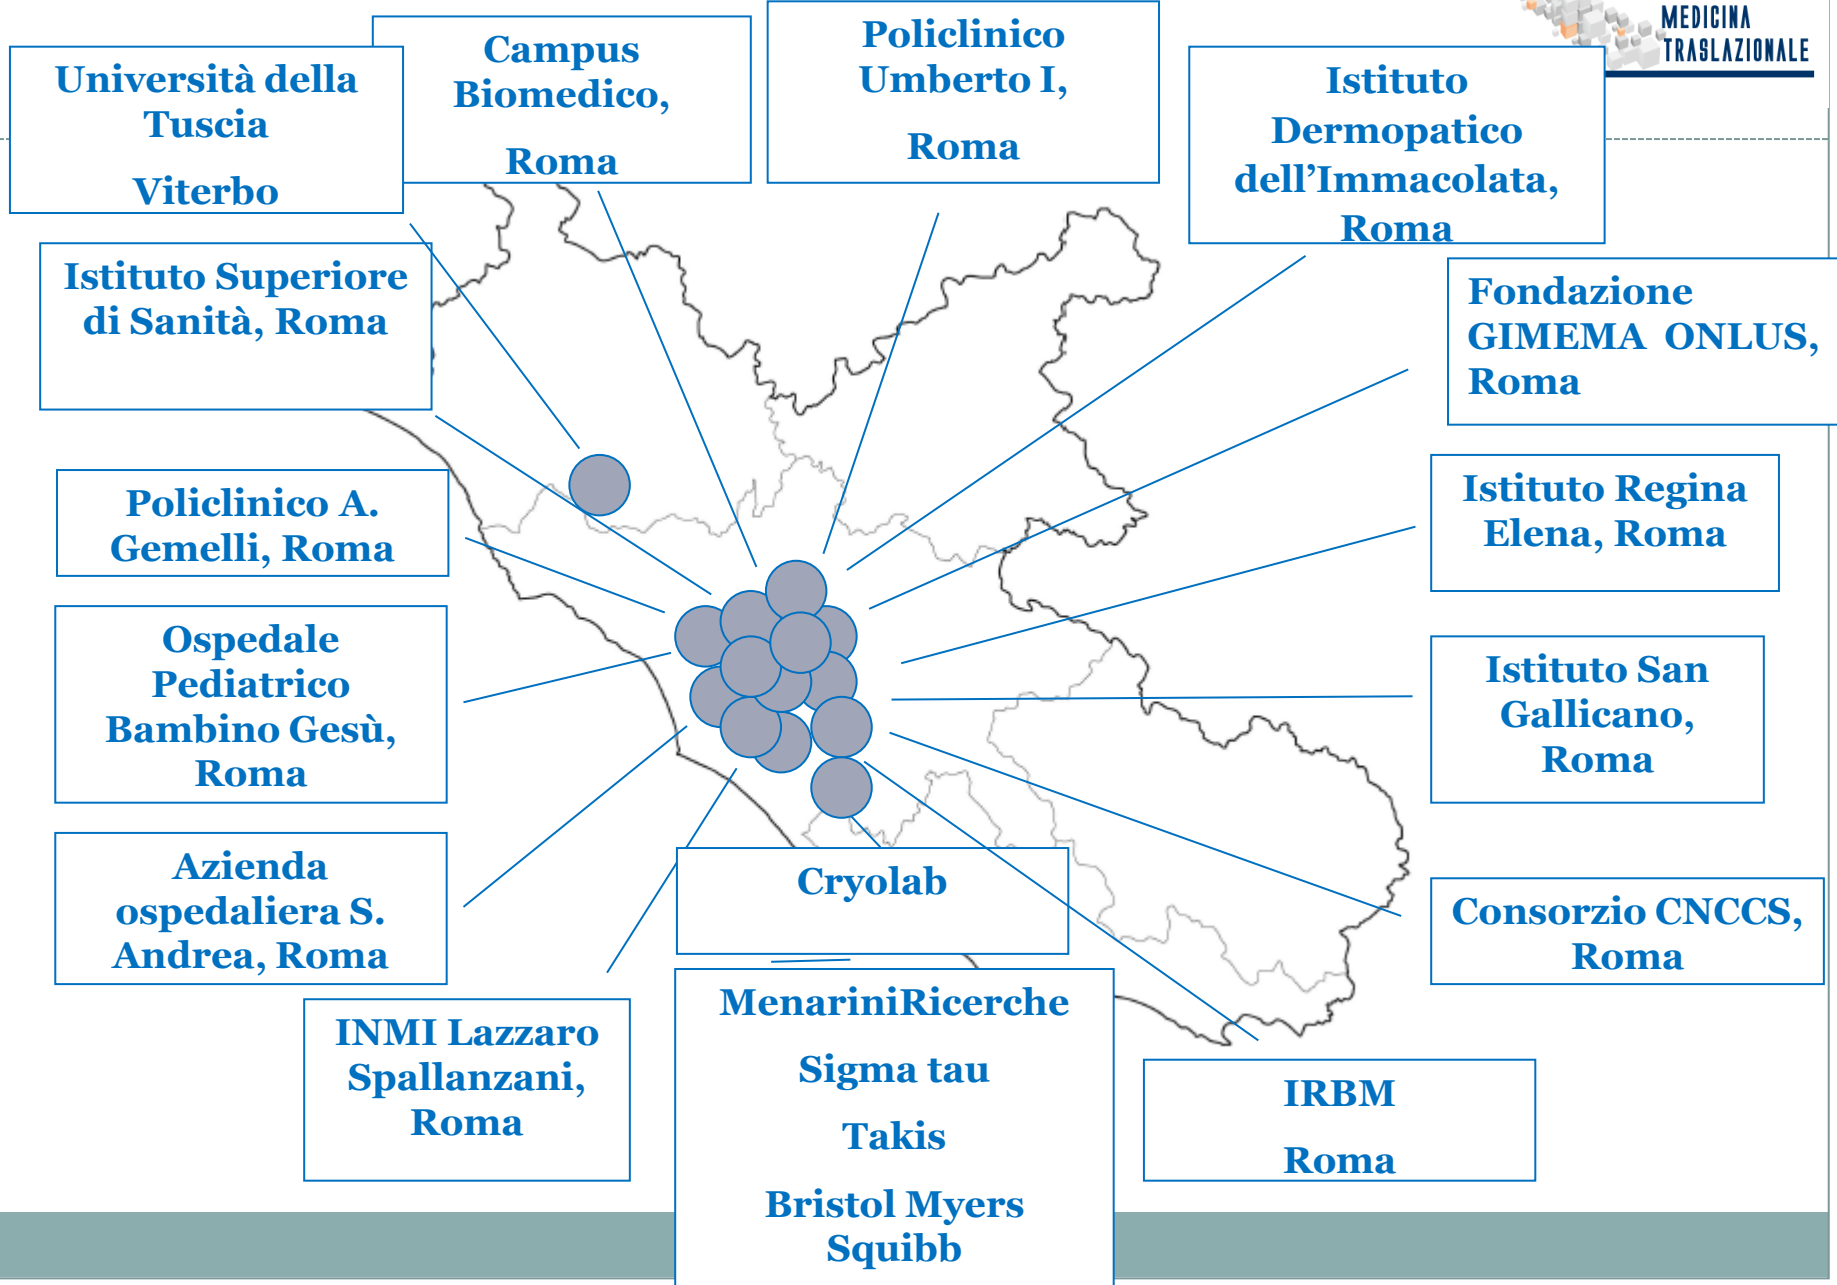 MEDICINA
TRASLAZIONALE
Università della
Tuscia
Viterbo
Campus
Biomedico,
Roma
Policlinico
Umberto I,
Roma
Istituto
Dermopatico
dell’Immacolata,
Roma
Istituto Superiore
di Sanità, Roma
Fondazione
GIMEMA ONLUS,
Roma
Policlinico A.
Gemelli, Roma
Istituto Regina
Elena, Roma
Ospedale
Pediatrico
Bambino Gesù,
Roma
Istituto San
Gallicano,
Roma
Azienda
ospedaliera S.
Andrea, Roma
Cryolab
Consorzio CNCCS,
Roma
INMI Lazzaro
Spallanzani,
Roma
MenariniRicerche
Sigma tau
Takis
Bristol Myers
Squibb
IRBM
Roma